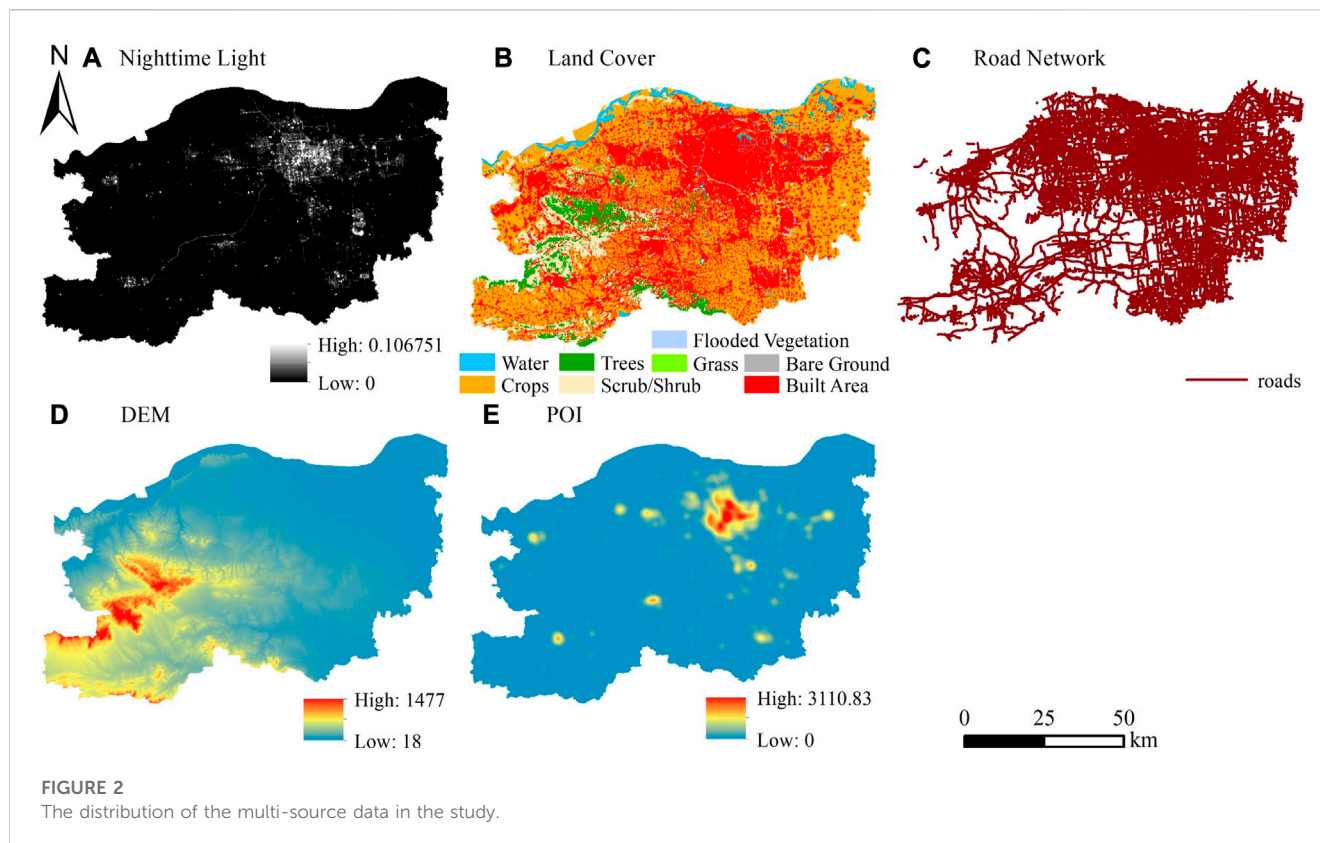 N
A Nighttime Light
B Land Cover
C Road Network
High: 0.106751
Low: 0
Flooded Vegetation
Water Trees Grass Bare Ground
Crops Scrub/Shrub Built Area
roads
D DEM
E POI
High: 1477
Low: 18
High: 3110.83
Low: 0
0 25 50
km
FIGURE 2
The distribution of the multi-source data in the study.